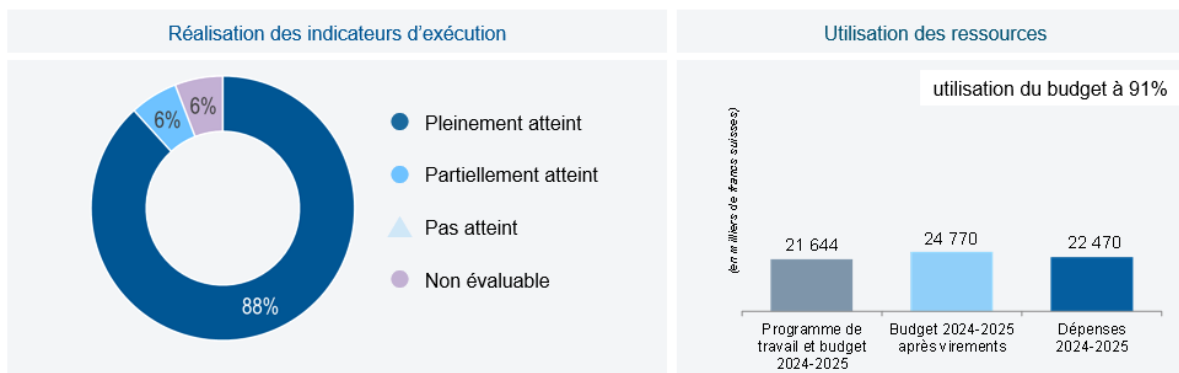 Réalisation des indicateurs d’exécution
6%
6%
88%
Pleinement atteint
Partiellement atteint
Pas atteint
Non évaluable
Utilisation des ressources
utilisation du budget à 91%
(en milliers de francs suisses)
21 644
24 770
22 470
Programme de
travail et budget
2024-2025
Budget 2024-2025
après virements
Dépenses
2024-2025